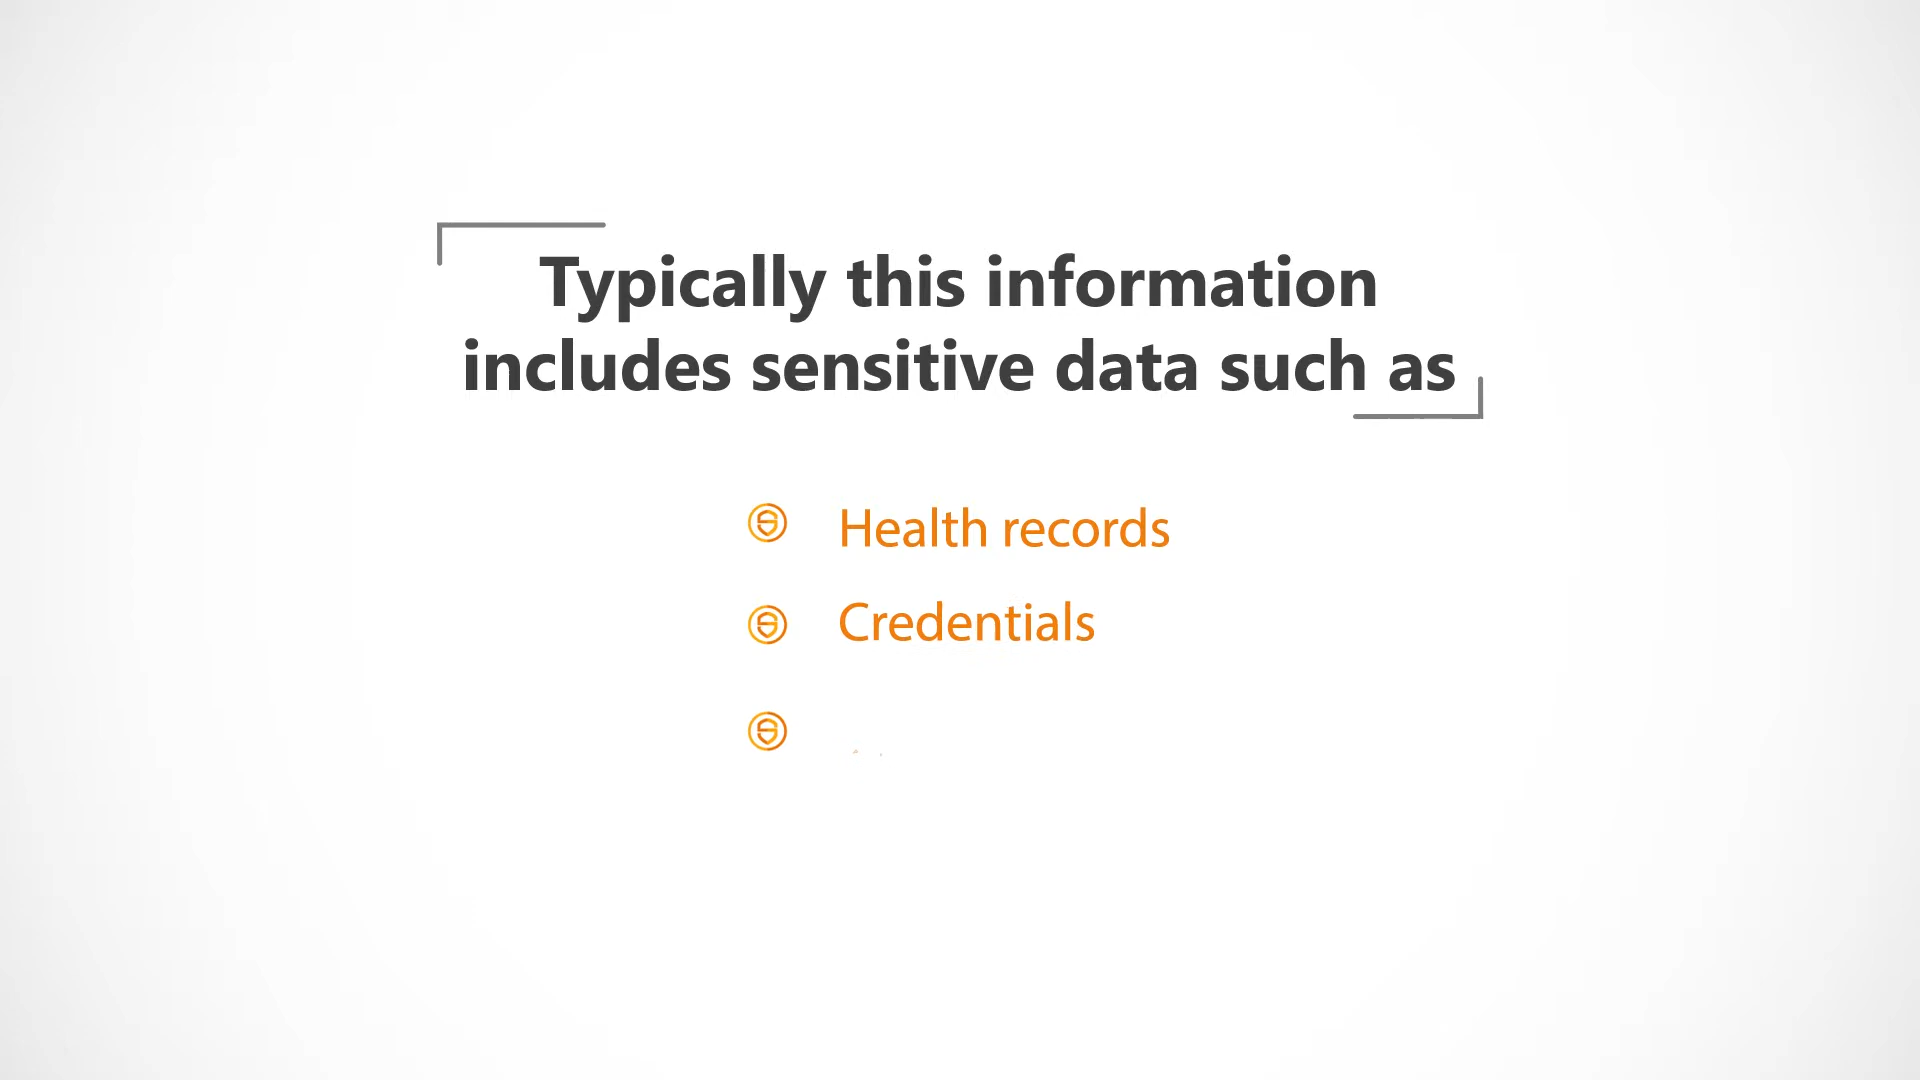 Typically this information
includes sensitive data such as
Health records
Credentials